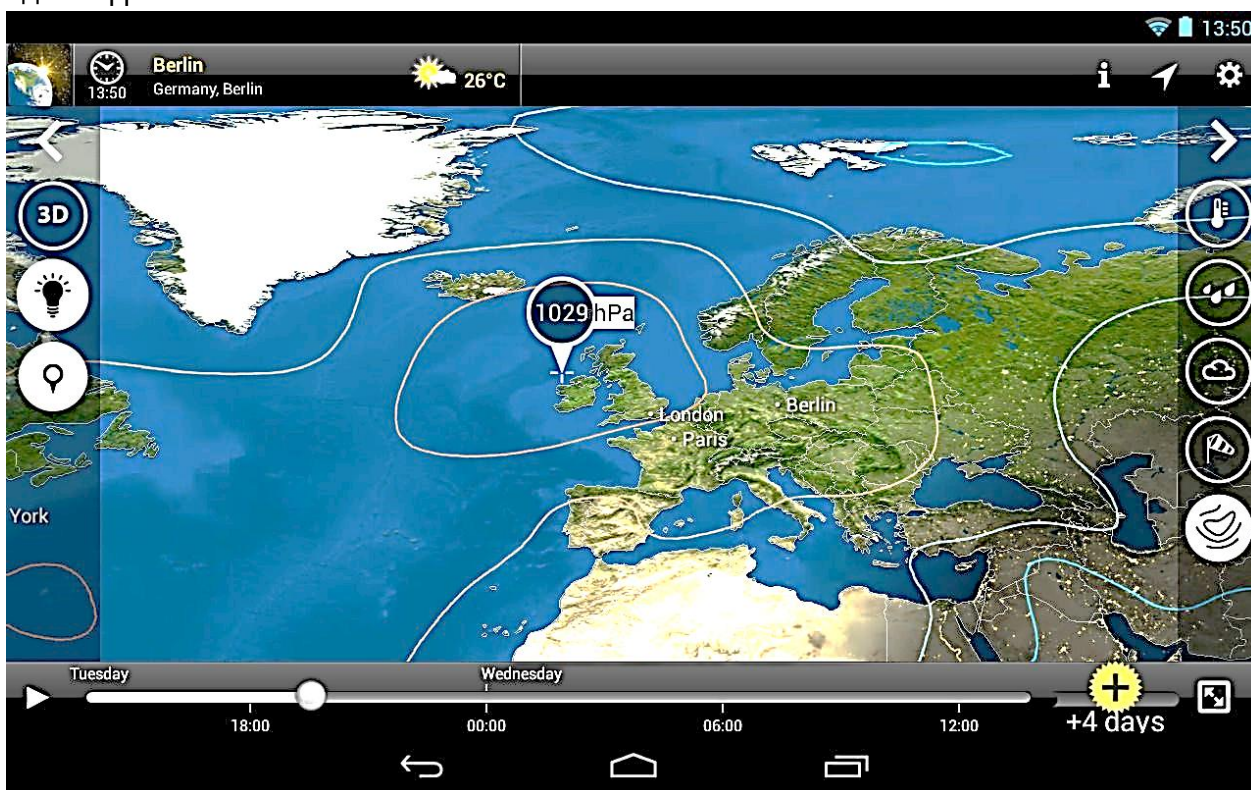 13:50
Berlin
13:50 Germany, Berlin
26°C
i
3D
1029 hPa
London
Berlin
Paris
York
Tuesday
Wednesday
18:00
00:00
06:00
12:00
+4 days